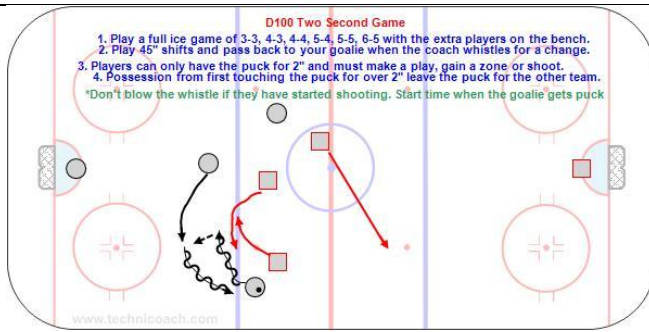 D100 Two Second Game
1. Play a full ice game of 3-3, 4-3, 4-4, 5-4, 5-5, 6-5 with the extra players on the bench.
2. Play 45" shifts and pass back to your goalie when the coach whistles for a change.
3. Players can only have the puck for 2" and must make a play, gain a zone or shoot.
4. Possession from first touching the puck for over 2" leave the puck for the other team.
*Don't blow the whistle if they have started shooting. Start time when the goalie gets puck
www.technicoach.com